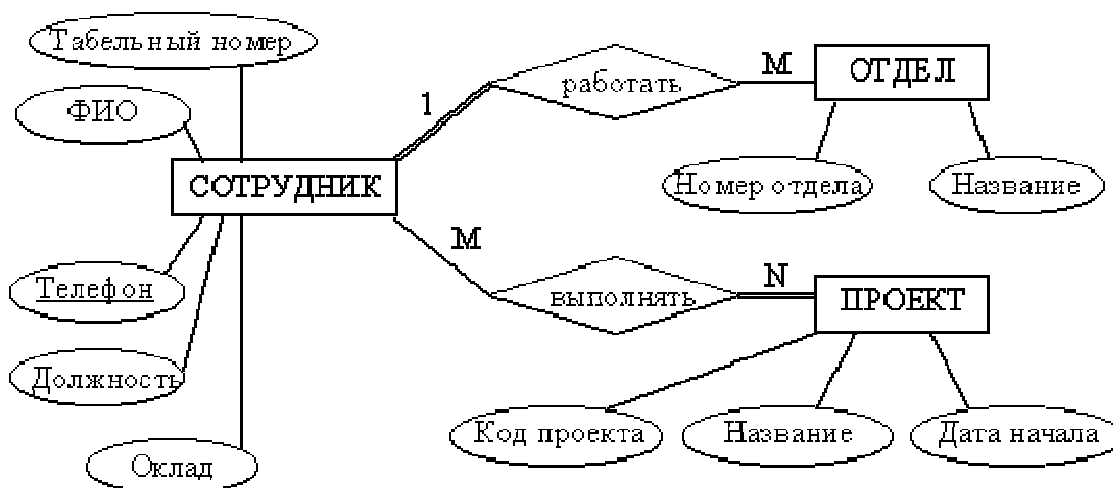 Табельный номер
ФИО
СОТРУДНИК
Телефон
Должность
Оклад
1
работать
M
ОТДЕЛ
Номер отдела
Название
M
выполнять
N
ПРОЕКТ
Код проекта
Название
Дата начала